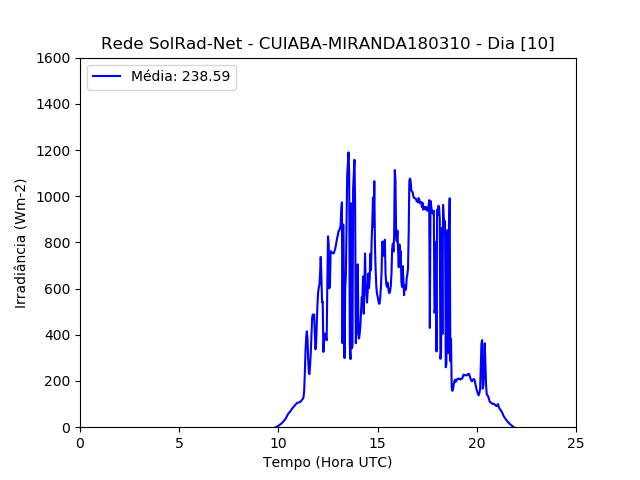 Rede SolRad-Net - CUIABA-MIRANDA180310 - Dia [10]
Média: 238.59
1600
1400
1200
1000
800
600
400
200
0
Irradiância (Wm-2)
0 5 10 15 20 25
Tempo (Hora UTC)